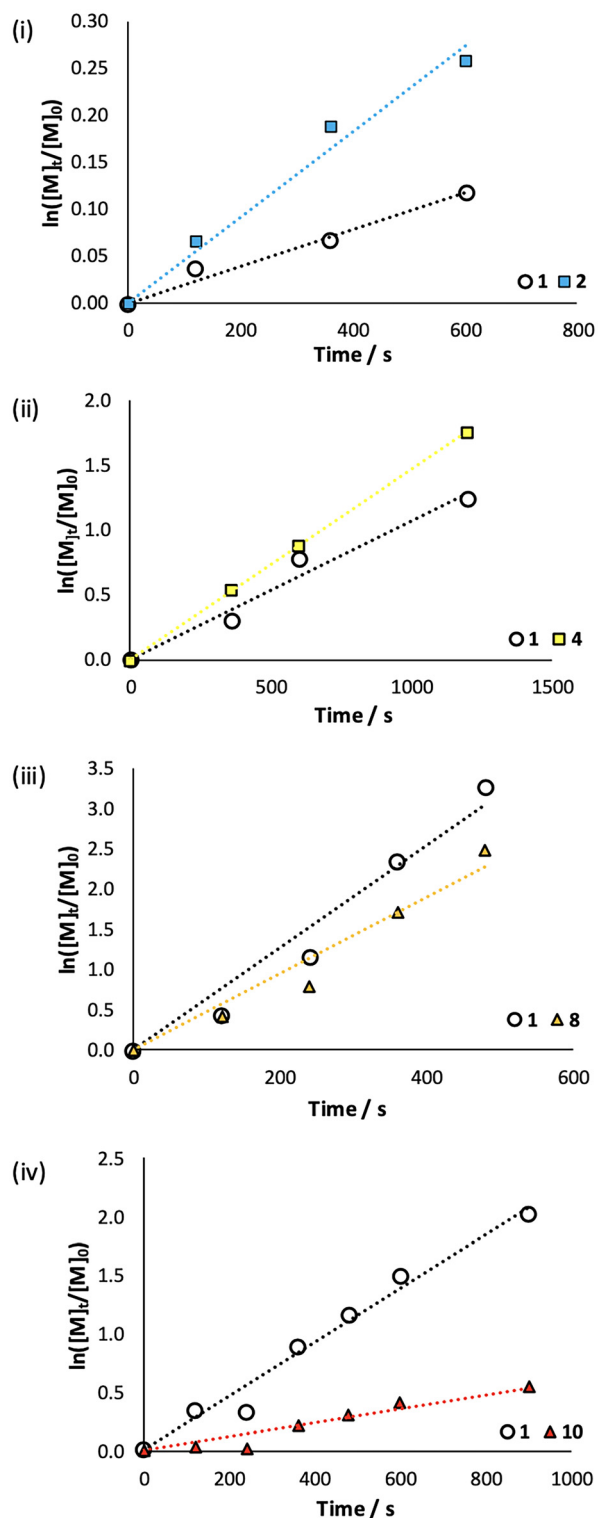 (i)
ln([M]t/[M]0)
0.30
0.25
0.20
0.15
0.10
0.05
0.00
0 200 400 600 800
1 2
Time / s
(ii)
ln([M]t/[M]0)
2.0
1.5
1.0
0.5
0.0
0 500 1000 1500
1 4
Time / s
(iii)
ln([M]t/[M]0)
3.5
3.0
2.5
2.0
1.5
1.0
0.5
0.0
0 200 400 600
1 8
Time / s
(iv)
ln([M]t/[M]0)
2.5
2.0
1.5
1.0
0.5
0.0
0 200 400 600 800 1000
1 10
Time / s